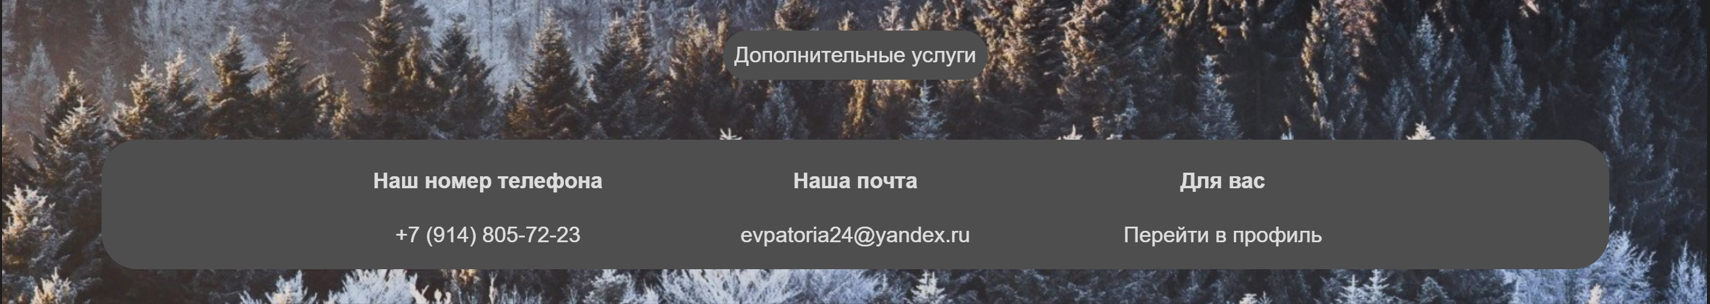 Дополнительные услуги
Наш номер телефона
Наша почта
Для вас
+7 (914) 805-72-23
evpatoria24@yandex.ru
Перейти в профиль